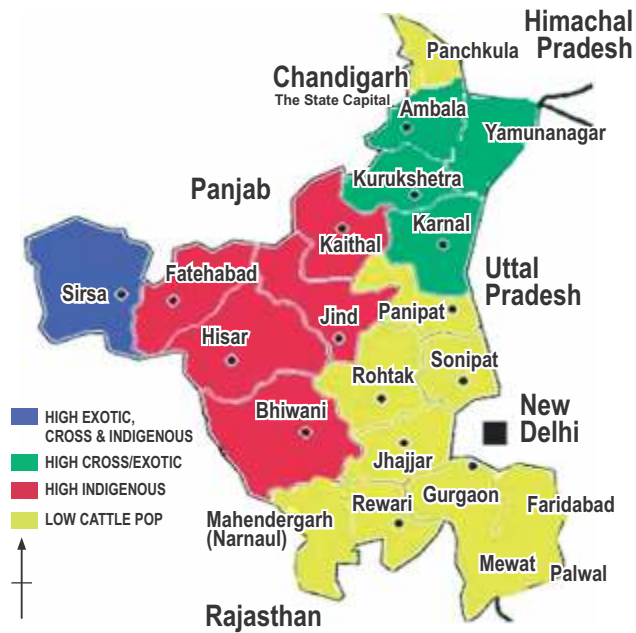 Himachal
Pradesh
Panchkula
Chandigarh
The State Capital
Ambala
Yamunanagar
Kurukshetra
Panjab
Karnal
Kaithal
Uttal
Pradesh
Fatehabad
Sirsa
Panipat
Jind
Hisar
Sonipat
Rohtak
New
Delhi
Bhiwani
HIGH EXOTIC,
CROSS & INDIGENOUS
HIGH CROSS/EXOTIC
HIGH INDIGENOUS
LOW CATTLE POP
Jhajjar
Gurgaon
Rewari
Faridabad
Mahendergarh
(Narnaul)
Mewat
Palwal
Rajasthan